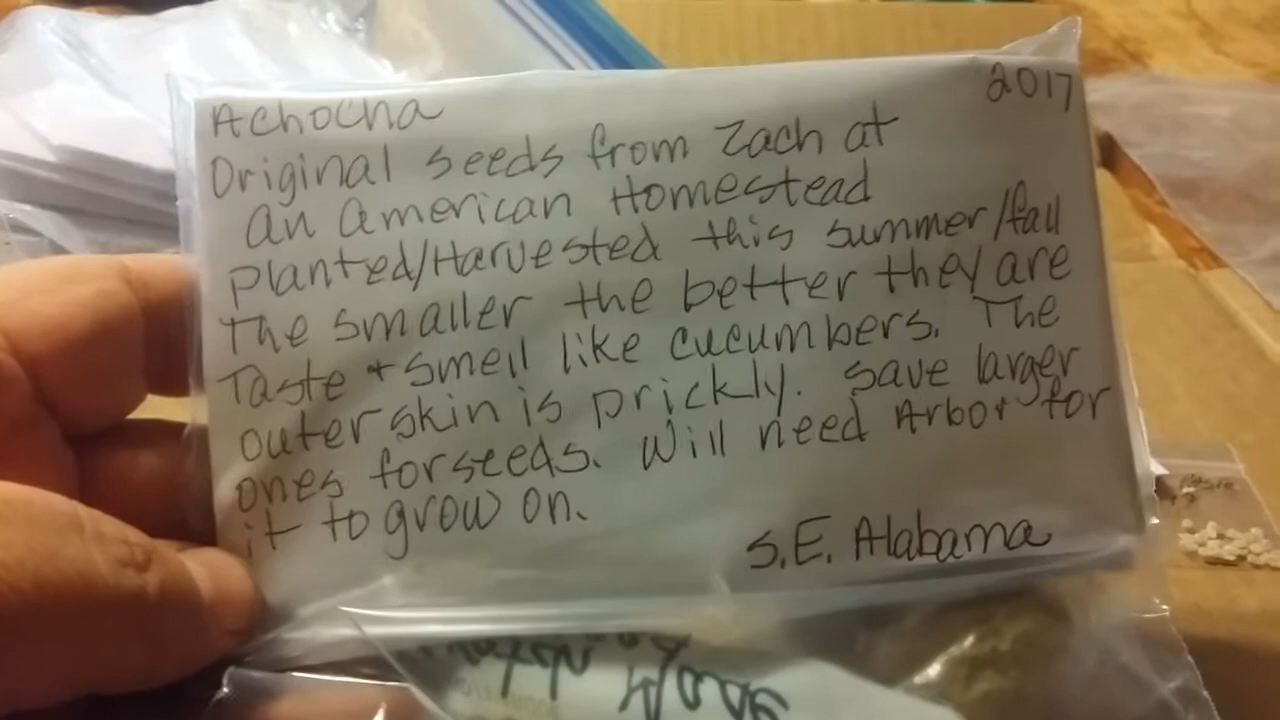 Achocha 2017
Original seeds from Zach at
an American Homestead
planted/Harvested this summer/fall
The smaller the better they are
Taste + smell like cucumbers. The
outer skin is prickly. Save larger
ones for seeds. Will need Arbor for
it to grow on.
S.E. Alabama